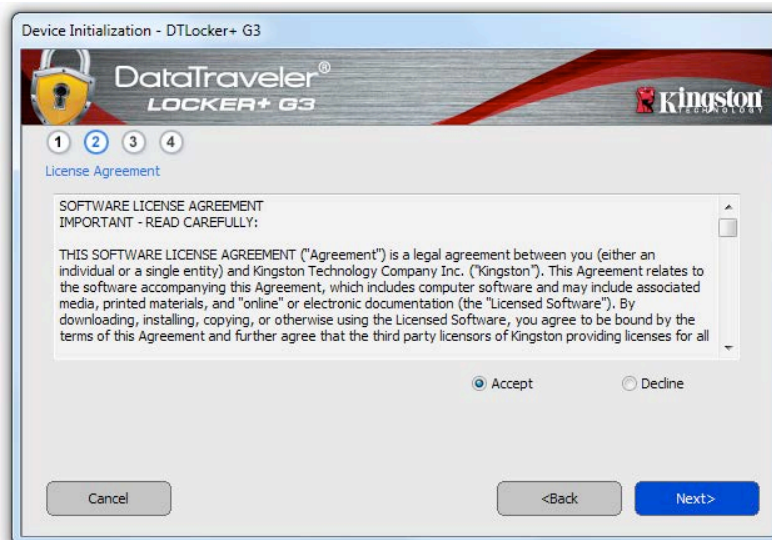 Device Initialization - DTLocker+ G3
DataTraveler®
LOCKER+ G3
Kingston
TECHNOLOGY
1 2 3 4
License Agreement
SOFTWARE LICENSE AGREEMENT
IMPORTANT - READ CAREFULLY:
THIS SOFTWARE LICENSE AGREEMENT ("Agreement") is a legal agreement between you (either an
individual or a single entity) and Kingston Technology Company Inc. ("Kingston"). This Agreement relates to
the software accompanying this Agreement, which includes computer software and may include associated
media, printed materials, and "online" or electronic documentation (the "Licensed Software"). By
downloading, installing, copying, or otherwise using the Licensed Software, you agree to be bound by the
terms of this Agreement and further agree that the third party licensors of Kingston providing licenses for all
Accept Decline
Cancel <Back Next>